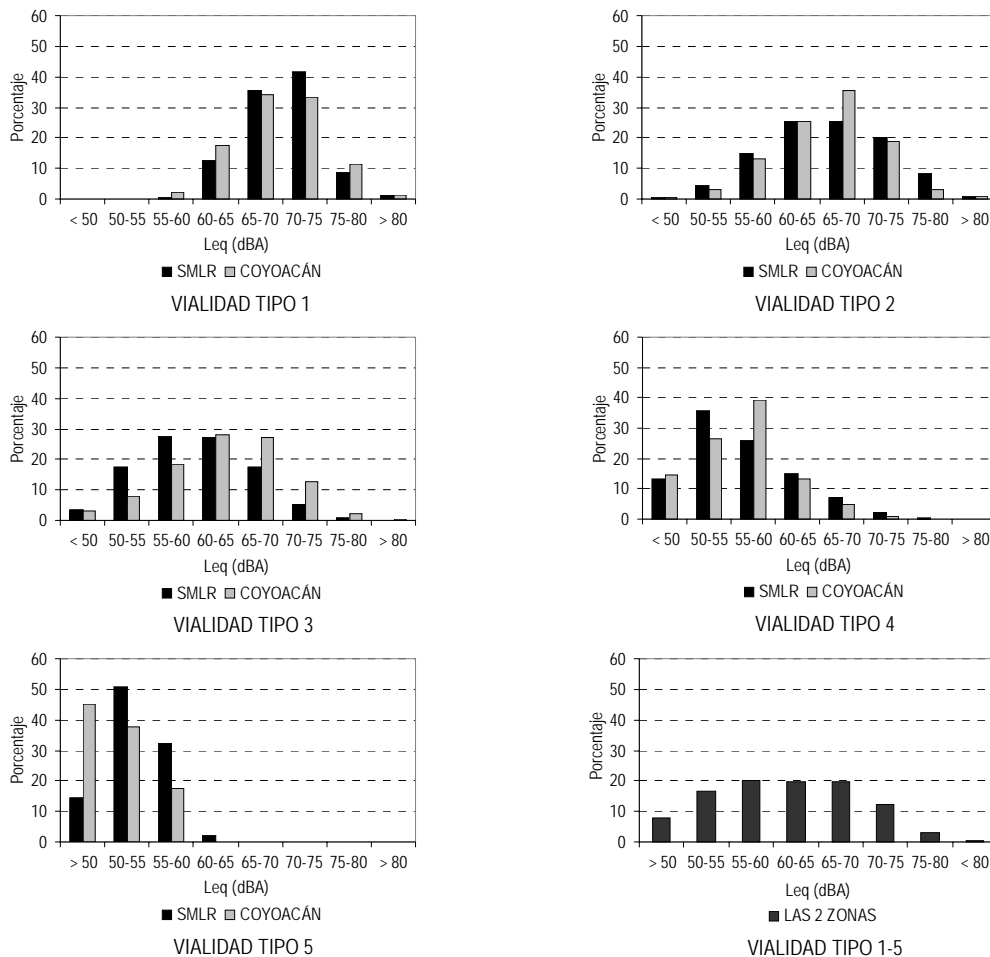 60
50
40
30
20
10
0
Porcentaje
< 50 50-55 55-60 60-65 65-70 70-75 75-80 > 80
Leq (dBA)
SMLR COYOACÁN
VIALIDAD TIPO 1
60
50
40
30
20
10
0
Porcentaje
< 50 50-55 55-60 60-65 65-70 70-75 75-80 > 80
Leq (dBA)
SMLR COYOACÁN
VIALIDAD TIPO 2
60
50
40
30
20
10
0
Porcentaje
< 50 50-55 55-60 60-65 65-70 70-75 75-80 > 80
Leq (dBA)
SMLR COYOACÁN
VIALIDAD TIPO 3
60
50
40
30
20
10
0
Porcentaje
< 50 50-55 55-60 60-65 65-70 70-75 75-80 > 80
Leq (dBA)
SMLR COYOACÁN
VIALIDAD TIPO 4
60
50
40
30
20
10
0
Porcentaje
> 50 50-55 55-60 60-65 65-70 70-75 75-80 > 80
Leq (dBA)
SMLR COYOACÁN
VIALIDAD TIPO 5
60
50
40
30
20
10
0
Porcentaje
> 50 50-55 55-60 60-65 65-70 70-75 75-80 < 80
Leq (dBA)
LAS 2 ZONAS
VIALIDAD TIPO 1-5